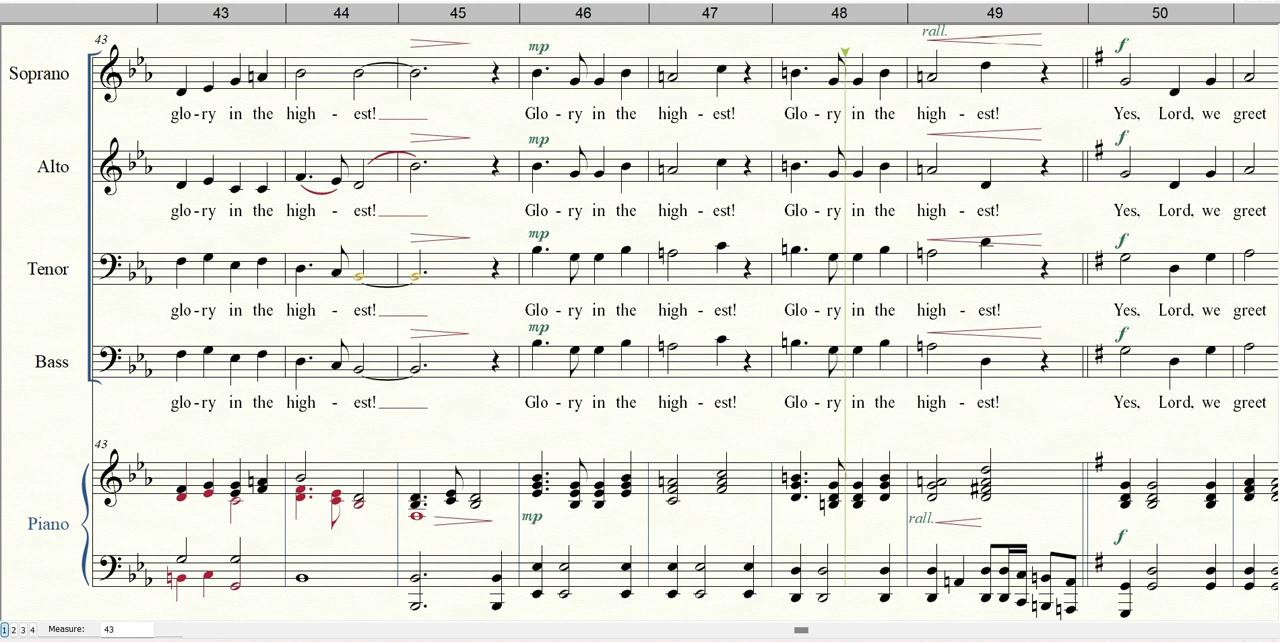 43 44 45 46 47 48 49 50
43
rall.
mp f
Soprano
glo - ry in the high - est! Glo - ry in the high - est! Glo - ry in the high - est! Yes, Lord, we greet
mp f
Alto
glo - ry in the high - est! Glo - ry in the high - est! Glo - ry in the high - est! Yes, Lord, we greet
mp f
Tenor
glo - ry in the high - est! Glo - ry in the high - est! Glo - ry in the high - est! Yes, Lord, we greet
mp f
Bass
glo - ry in the high - est! Glo - ry in the high - est! Glo - ry in the high - est! Yes, Lord, we greet
43
Piano
mp rall. f
1 2 3 4 Measure: 43